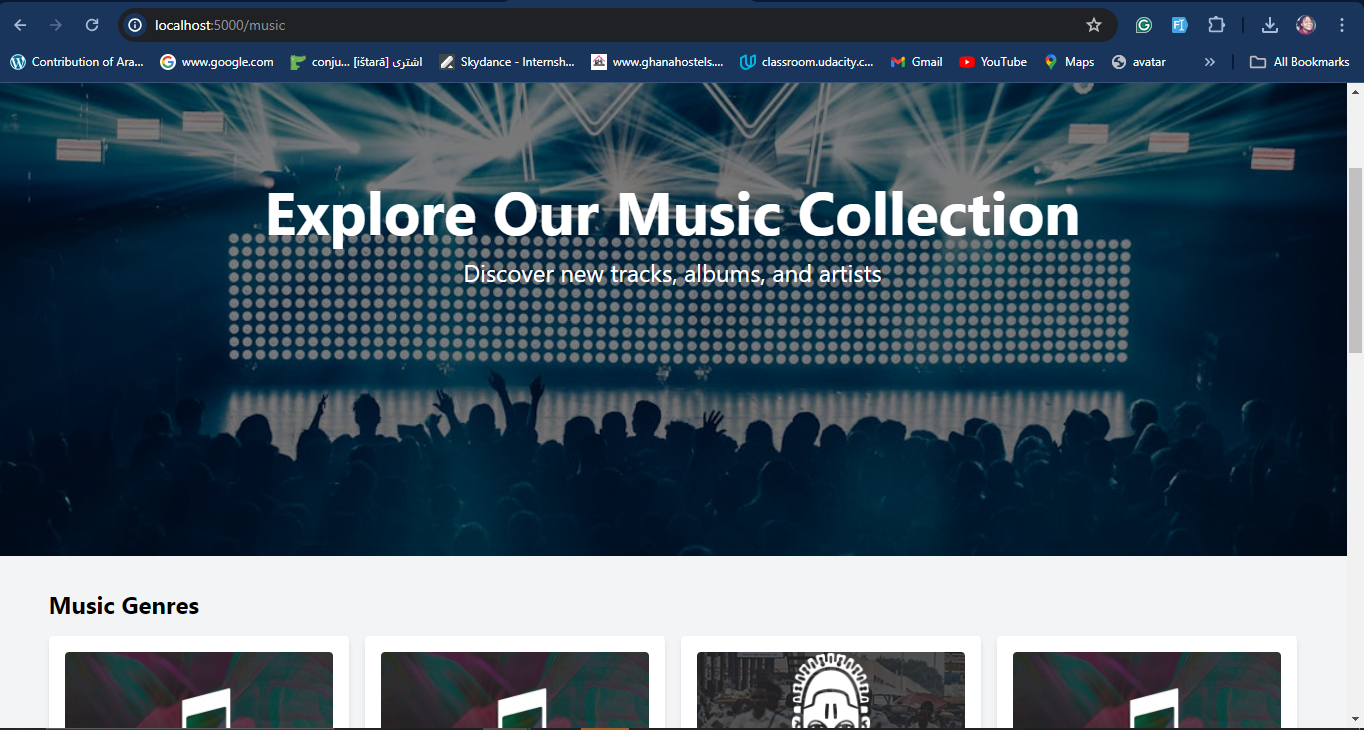 localhost:5000/music
Contribution of Ara...
www.google.com
conju... [ištarā] اشترى
Skydance - Internsh...
www.ghanahostels....
classroom.udacity.c...
Gmail
YouTube
Maps
avatar
»
All Bookmarks
Explore Our Music Collection
Discover new tracks, albums, and artists
Music Genres